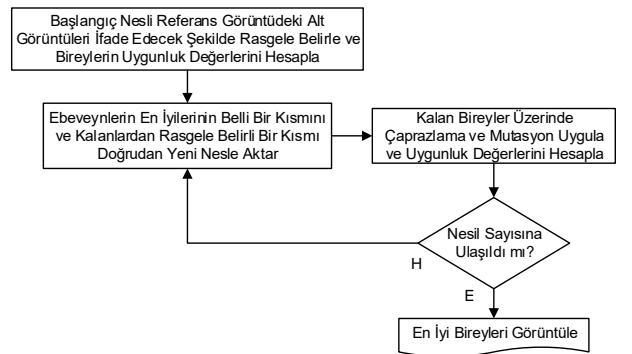 Başlangıç Nesli Referans Görüntüdeki Alt
Görüntüleri İfade Edecek Şekilde Rasgele Belirle ve
Bireylerin Uygunluk Değerlerini Hesapla
Ebeveynlerin En İyilerinin Belli Bir Kısmını
ve Kalanlardan Rasgele Belirli Bir Kısmı
Doğrudan Yeni Nesle Aktar
Kalan Bireyler Üzerinde
Çaprazlama ve Mutasyon Uygula
ve Uygunluk Değerlerini Hesapla
Nesil Sayısına
Ulaşıldı mı?
H
E
En İyi Bireyleri Görüntüle